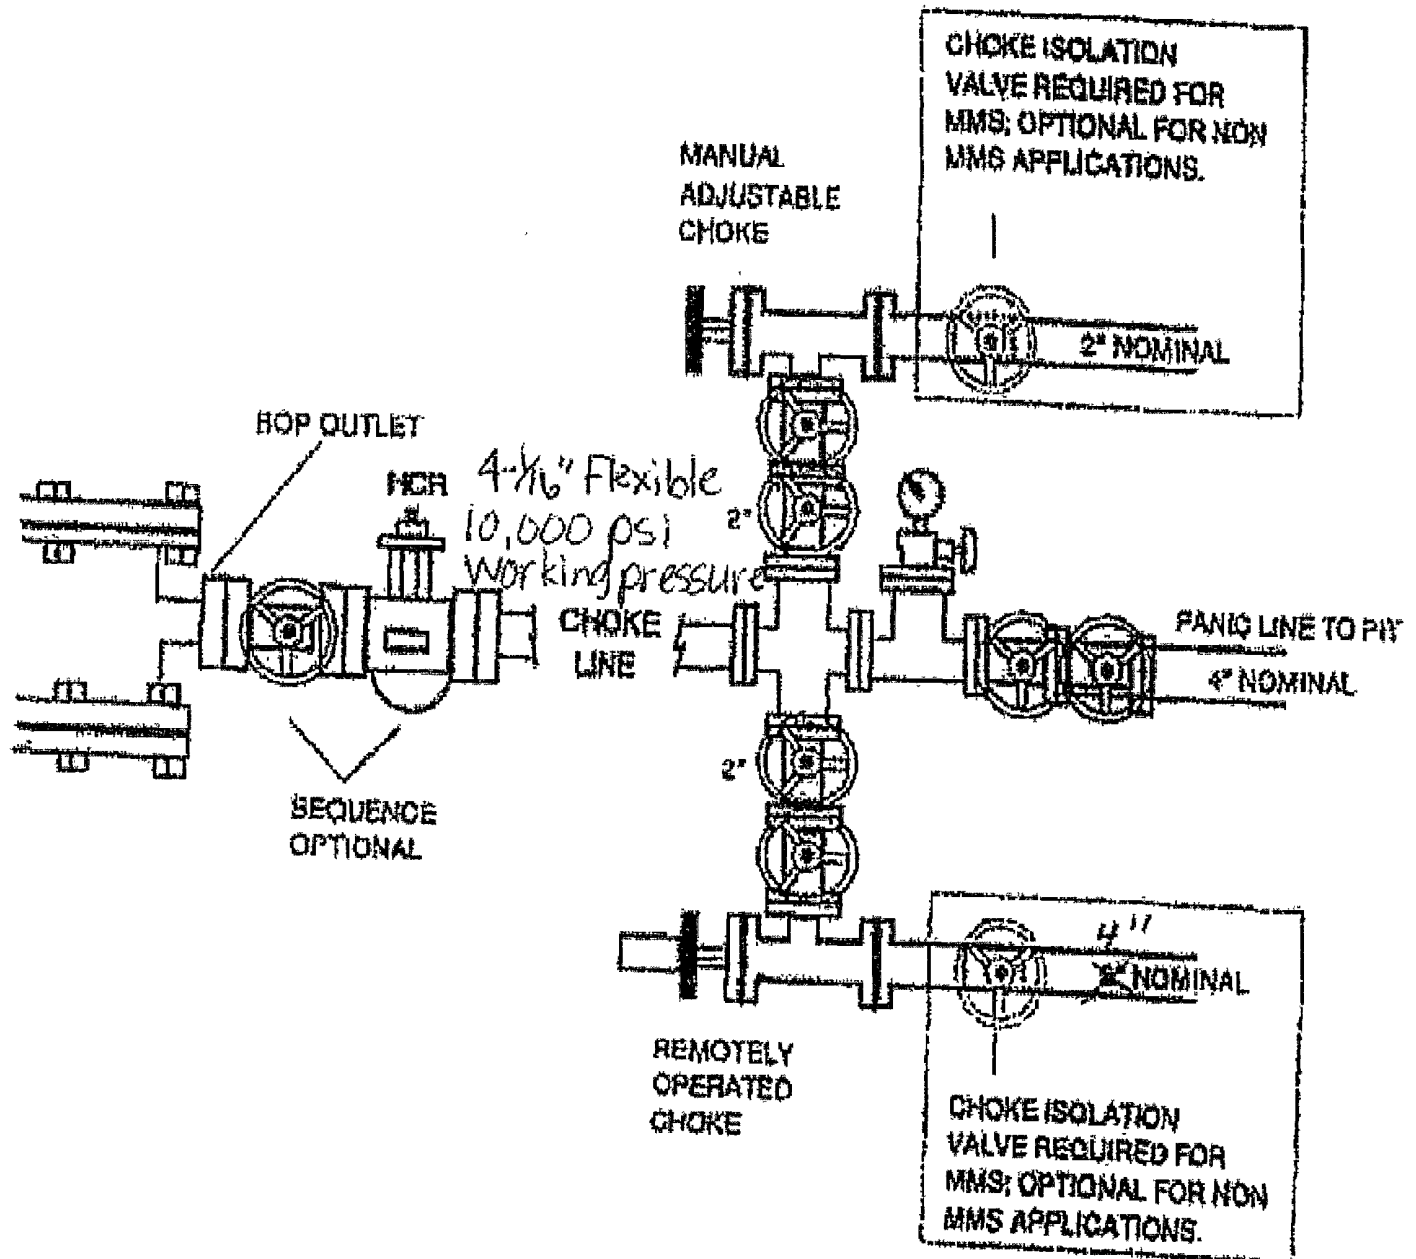 CHOKE ISOLATION
VALVE REQUIRED FOR
MMS; OPTIONAL FOR NON
MMS APPLICATIONS.
MANUAL
ADJUSTABLE
CHOKE
2" NOMINAL
BOP OUTLET
HCR
4-1/16" Flexible
10,000 psi
Working pressure
2"
CHOKE
LINE
PANIC LINE TO PIT
4" NOMINAL
2"
SEQUENCE
OPTIONAL
4"
NOMINAL
REMOTELY
OPERATED
CHOKE
CHOKE ISOLATION
VALVE REQUIRED FOR
MMS; OPTIONAL FOR NON
MMS APPLICATIONS.